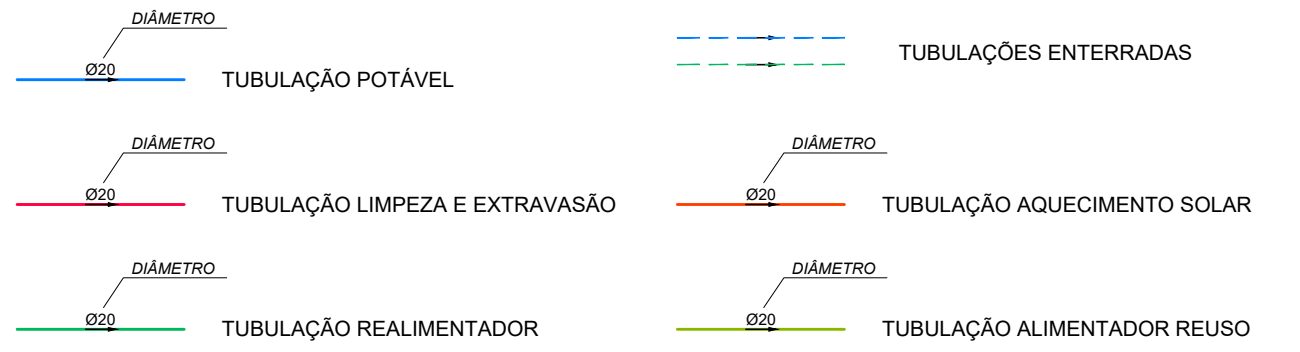 DIÂMETRO
Ø20
TUBULAÇÃO POTÁVEL
TUBULAÇÕES ENTERRADAS
DIÂMETRO
Ø20
TUBULAÇÃO LIMPEZA E EXTRAVASÃO
DIÂMETRO
Ø20
TUBULAÇÃO AQUECIMENTO SOLAR
DIÂMETRO
Ø20
TUBULAÇÃO REALIMENTADOR
DIÂMETRO
Ø20
TUBULAÇÃO ALIMENTADOR REUSO